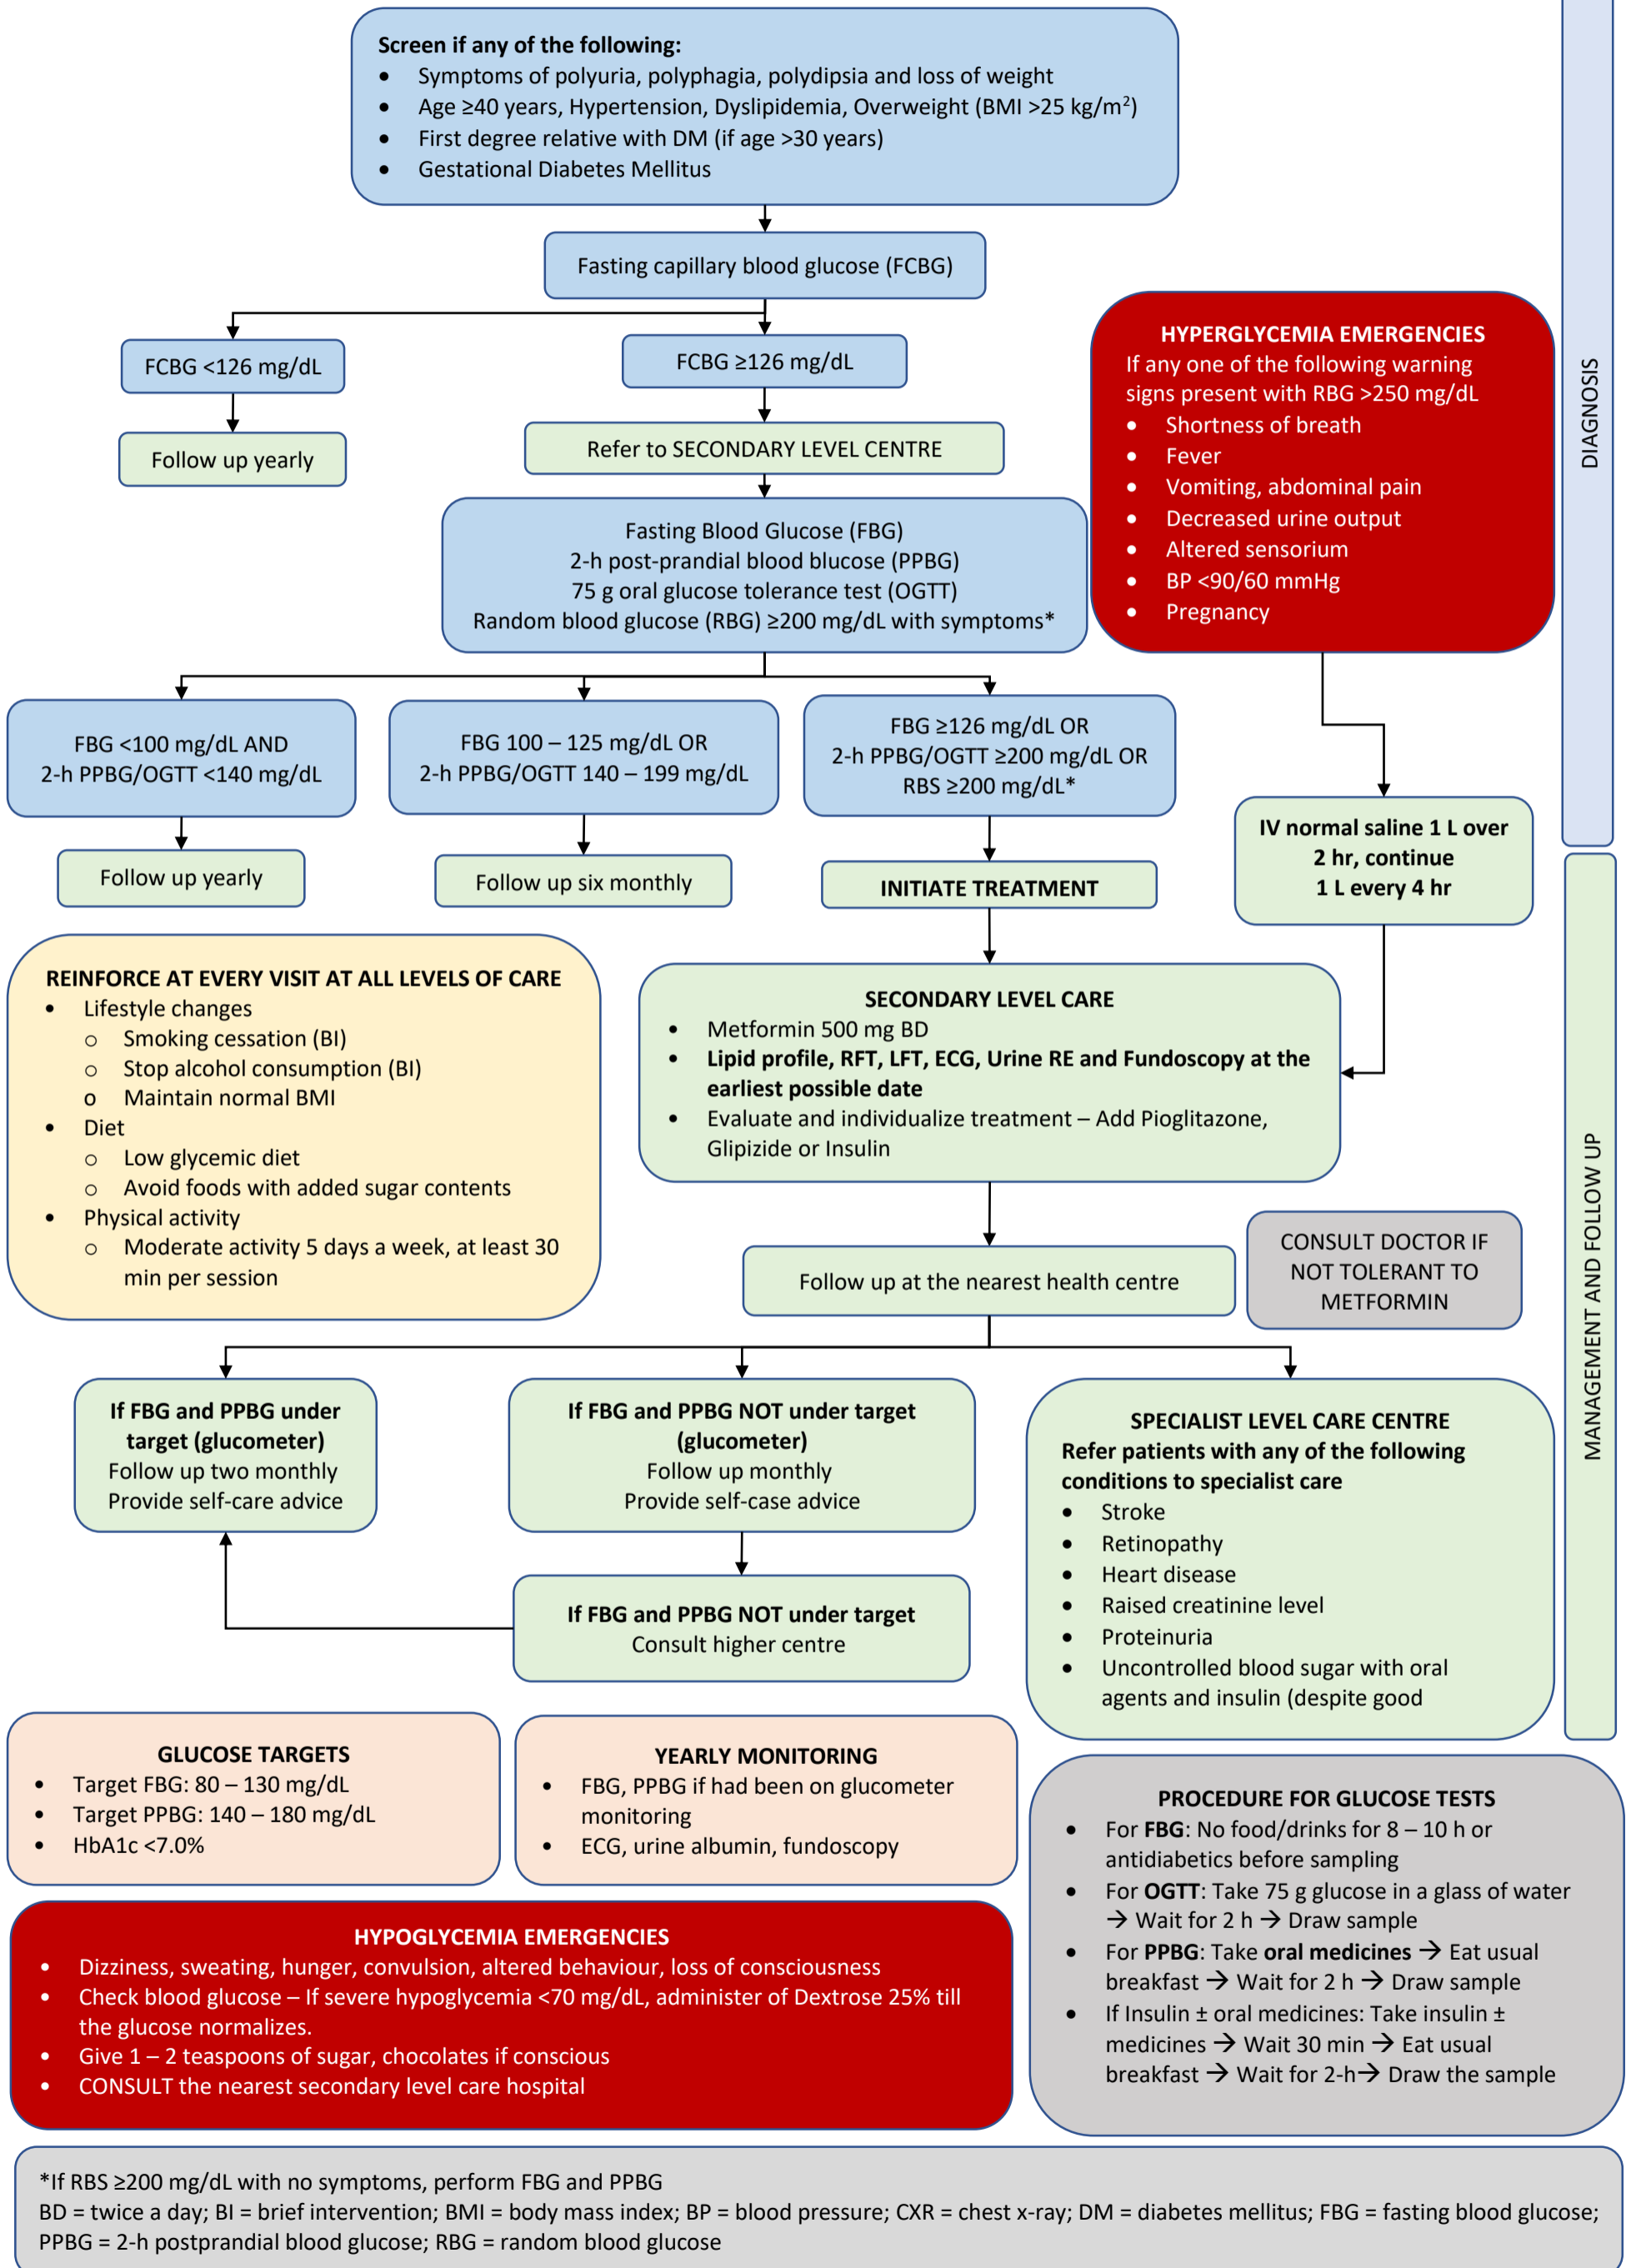 Screen if any of the following:
• Symptoms of polyuria, polyphagia, polydipsia and loss of weight
• Age ≥40 years, Hypertension, Dyslipidemia, Overweight (BMI >25 kg/m²)
• First degree relative with DM (if age >30 years)
• Gestational Diabetes Mellitus
Fasting capillary blood glucose (FCBG)
FCBG <126 mg/dL
FCBG ≥126 mg/dL
Follow up yearly
Refer to SECONDARY LEVEL CENTRE
Fasting Blood Glucose (FBG)
2-h post-prandial blood blucose (PPBG)
75 g oral glucose tolerance test (OGTT)
Random blood glucose (RBG) ≥200 mg/dL with symptoms*
HYPERGLYCEMIA EMERGENCIES
If any one of the following warning
signs present with RBG >250 mg/dL
• Shortness of breath
• Fever
• Vomiting, abdominal pain
• Decreased urine output
• Altered sensorium
• BP <90/60 mmHg
• Pregnancy
DIAGNOSIS
FBG <100 mg/dL AND
2-h PPBG/OGTT <140 mg/dL
FBG 100 – 125 mg/dL OR
2-h PPBG/OGTT 140 – 199 mg/dL
FBG ≥126 mg/dL OR
2-h PPBG/OGTT ≥200 mg/dL OR
RBS ≥200 mg/dL*
IV normal saline 1 L over
2 hr, continue
1 L every 4 hr
Follow up yearly
Follow up six monthly
INITIATE TREATMENT
REINFORCE AT EVERY VISIT AT ALL LEVELS OF CARE
• Lifestyle changes
o Smoking cessation (BI)
o Stop alcohol consumption (BI)
o Maintain normal BMI
• Diet
o Low glycemic diet
o Avoid foods with added sugar contents
• Physical activity
o Moderate activity 5 days a week, at least 30
min per session
SECONDARY LEVEL CARE
• Metformin 500 mg BD
• Lipid profile, RFT, LFT, ECG, Urine RE and Fundoscopy at the
earliest possible date
• Evaluate and individualize treatment – Add Pioglitazone,
Glipizide or Insulin
Follow up at the nearest health centre
CONSULT DOCTOR IF
NOT TOLERANT TO
METFORMIN
MANAGEMENT AND FOLLOW UP
If FBG and PPBG under
target (glucometer)
Follow up two monthly
Provide self-care advice
If FBG and PPBG NOT under target
(glucometer)
Follow up monthly
Provide self-case advice
If FBG and PPBG NOT under target
Consult higher centre
SPECIALIST LEVEL CARE CENTRE
Refer patients with any of the following
conditions to specialist care
• Stroke
• Retinopathy
• Heart disease
• Raised creatinine level
• Proteinuria
• Uncontrolled blood sugar with oral
agents and insulin (despite good
GLUCOSE TARGETS
• Target FBG: 80 – 130 mg/dL
• Target PPBG: 140 – 180 mg/dL
• HbA1c <7.0%
YEARLY MONITORING
• FBG, PPBG if had been on glucometer
monitoring
• ECG, urine albumin, fundoscopy
PROCEDURE FOR GLUCOSE TESTS
• For FBG: No food/drinks for 8 – 10 h or
antidiabetics before sampling
• For OGTT: Take 75 g glucose in a glass of water
→ Wait for 2 h → Draw sample
• For PPBG: Take oral medicines → Eat usual
breakfast → Wait for 2 h → Draw sample
• If Insulin ± oral medicines: Take insulin ±
medicines → Wait 30 min → Eat usual
breakfast → Wait for 2-h→ Draw the sample
HYPOGLYCEMIA EMERGENCIES
• Dizziness, sweating, hunger, convulsion, altered behaviour, loss of consciousness
• Check blood glucose – If severe hypoglycemia <70 mg/dL, administer of Dextrose 25% till
the glucose normalizes.
• Give 1 – 2 teaspoons of sugar, chocolates if conscious
• CONSULT the nearest secondary level care hospital
*If RBS ≥200 mg/dL with no symptoms, perform FBG and PPBG
BD = twice a day; BI = brief intervention; BMI = body mass index; BP = blood pressure; CXR = chest x-ray; DM = diabetes mellitus; FBG = fasting blood glucose;
PPBG = 2-h postprandial blood glucose; RBG = random blood glucose